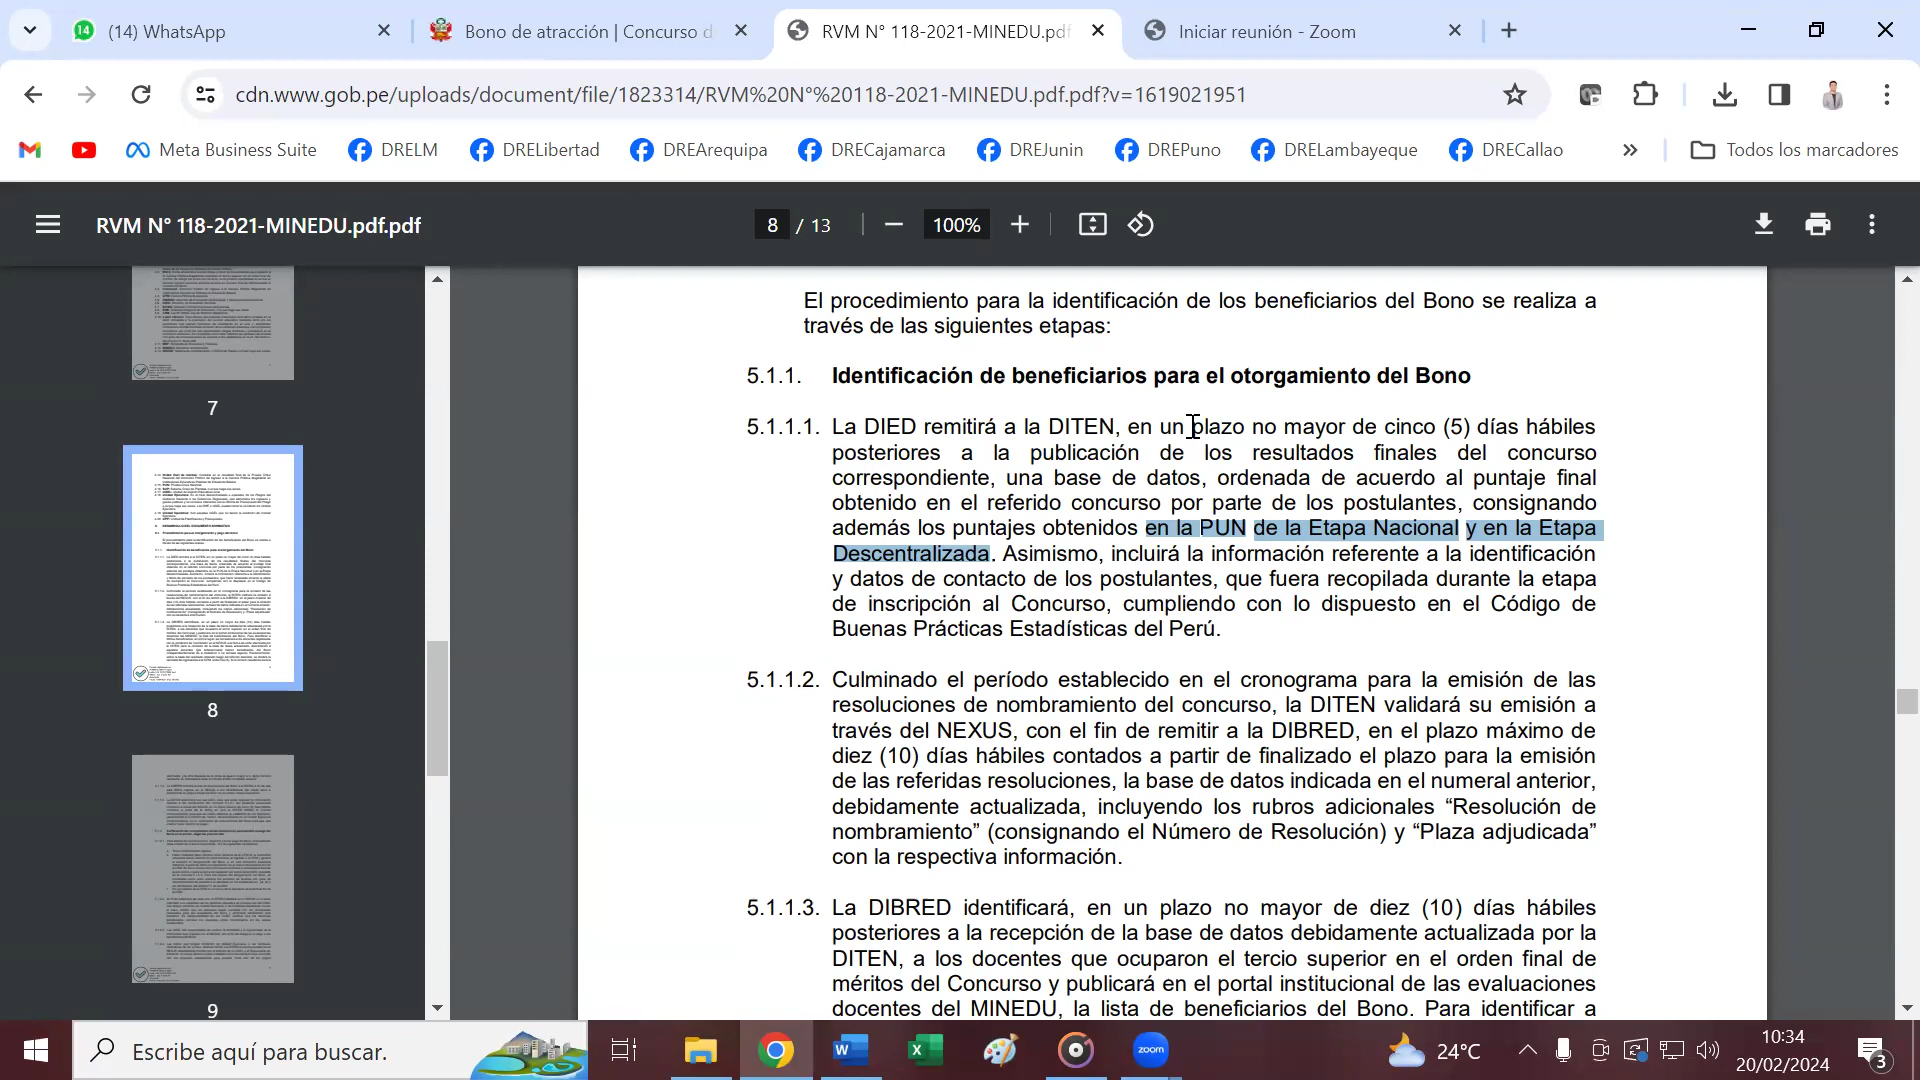 (14) WhatsApp
Bono de atracción | Concurso d
RVM N° 118-2021-MINEDU.pdf
Iniciar reunión - Zoom
cdn.www.gob.pe/uploads/document/file/1823314/RVM%20N°%20118-2021-MINEDU.pdf.pdf?v=1619021951
Meta Business Suite
DRELM
DRELibertad
DREArequipa
DRECajamarca
DREJunin
DREPuno
DRELambayeque
DRECallao
Todos los marcadores
RVM N° 118-2021-MINEDU.pdf.pdf
8 / 13
100%
7
8
9
El procedimiento para la identificación de los beneficiarios del Bono se realiza a
través de las siguientes etapas:
5.1.1. Identificación de beneficiarios para el otorgamiento del Bono
5.1.1.1. La DIED remitirá a la DITEN, en un plazo no mayor de cinco (5) días hábiles
posteriores a la publicación de los resultados finales del concurso
correspondiente, una base de datos, ordenada de acuerdo al puntaje final
obtenido en el referido concurso por parte de los postulantes, consignando
además los puntajes obtenidos en la PUN de la Etapa Nacional y en la Etapa
Descentralizada. Asimismo, incluirá la información referente a la identificación
y datos de contacto de los postulantes, que fuera recopilada durante la etapa
de inscripción al Concurso, cumpliendo con lo dispuesto en el Código de
Buenas Prácticas Estadísticas del Perú.
5.1.1.2. Culminado el período establecido en el cronograma para la emisión de las
resoluciones de nombramiento del concurso, la DITEN validará su emisión a
través del NEXUS, con el fin de remitir a la DIBRED, en el plazo máximo de
diez (10) días hábiles contados a partir de finalizado el plazo para la emisión
de las referidas resoluciones, la base de datos indicada en el numeral anterior,
debidamente actualizada, incluyendo los rubros adicionales “Resolución de
nombramiento” (consignando el Número de Resolución) y “Plaza adjudicada”
con la respectiva información.
5.1.1.3. La DIBRED identificará, en un plazo no mayor de diez (10) días hábiles
posteriores a la recepción de la base de datos debidamente actualizada por la
DITEN, a los docentes que ocuparon el tercio superior en el orden final de
méritos del Concurso y publicará en el portal institucional de las evaluaciones
docentes del MINEDU, la lista de beneficiarios del Bono. Para identificar a
Escribe aquí para buscar.
zoom
24°C
10:34
20/02/2024
3